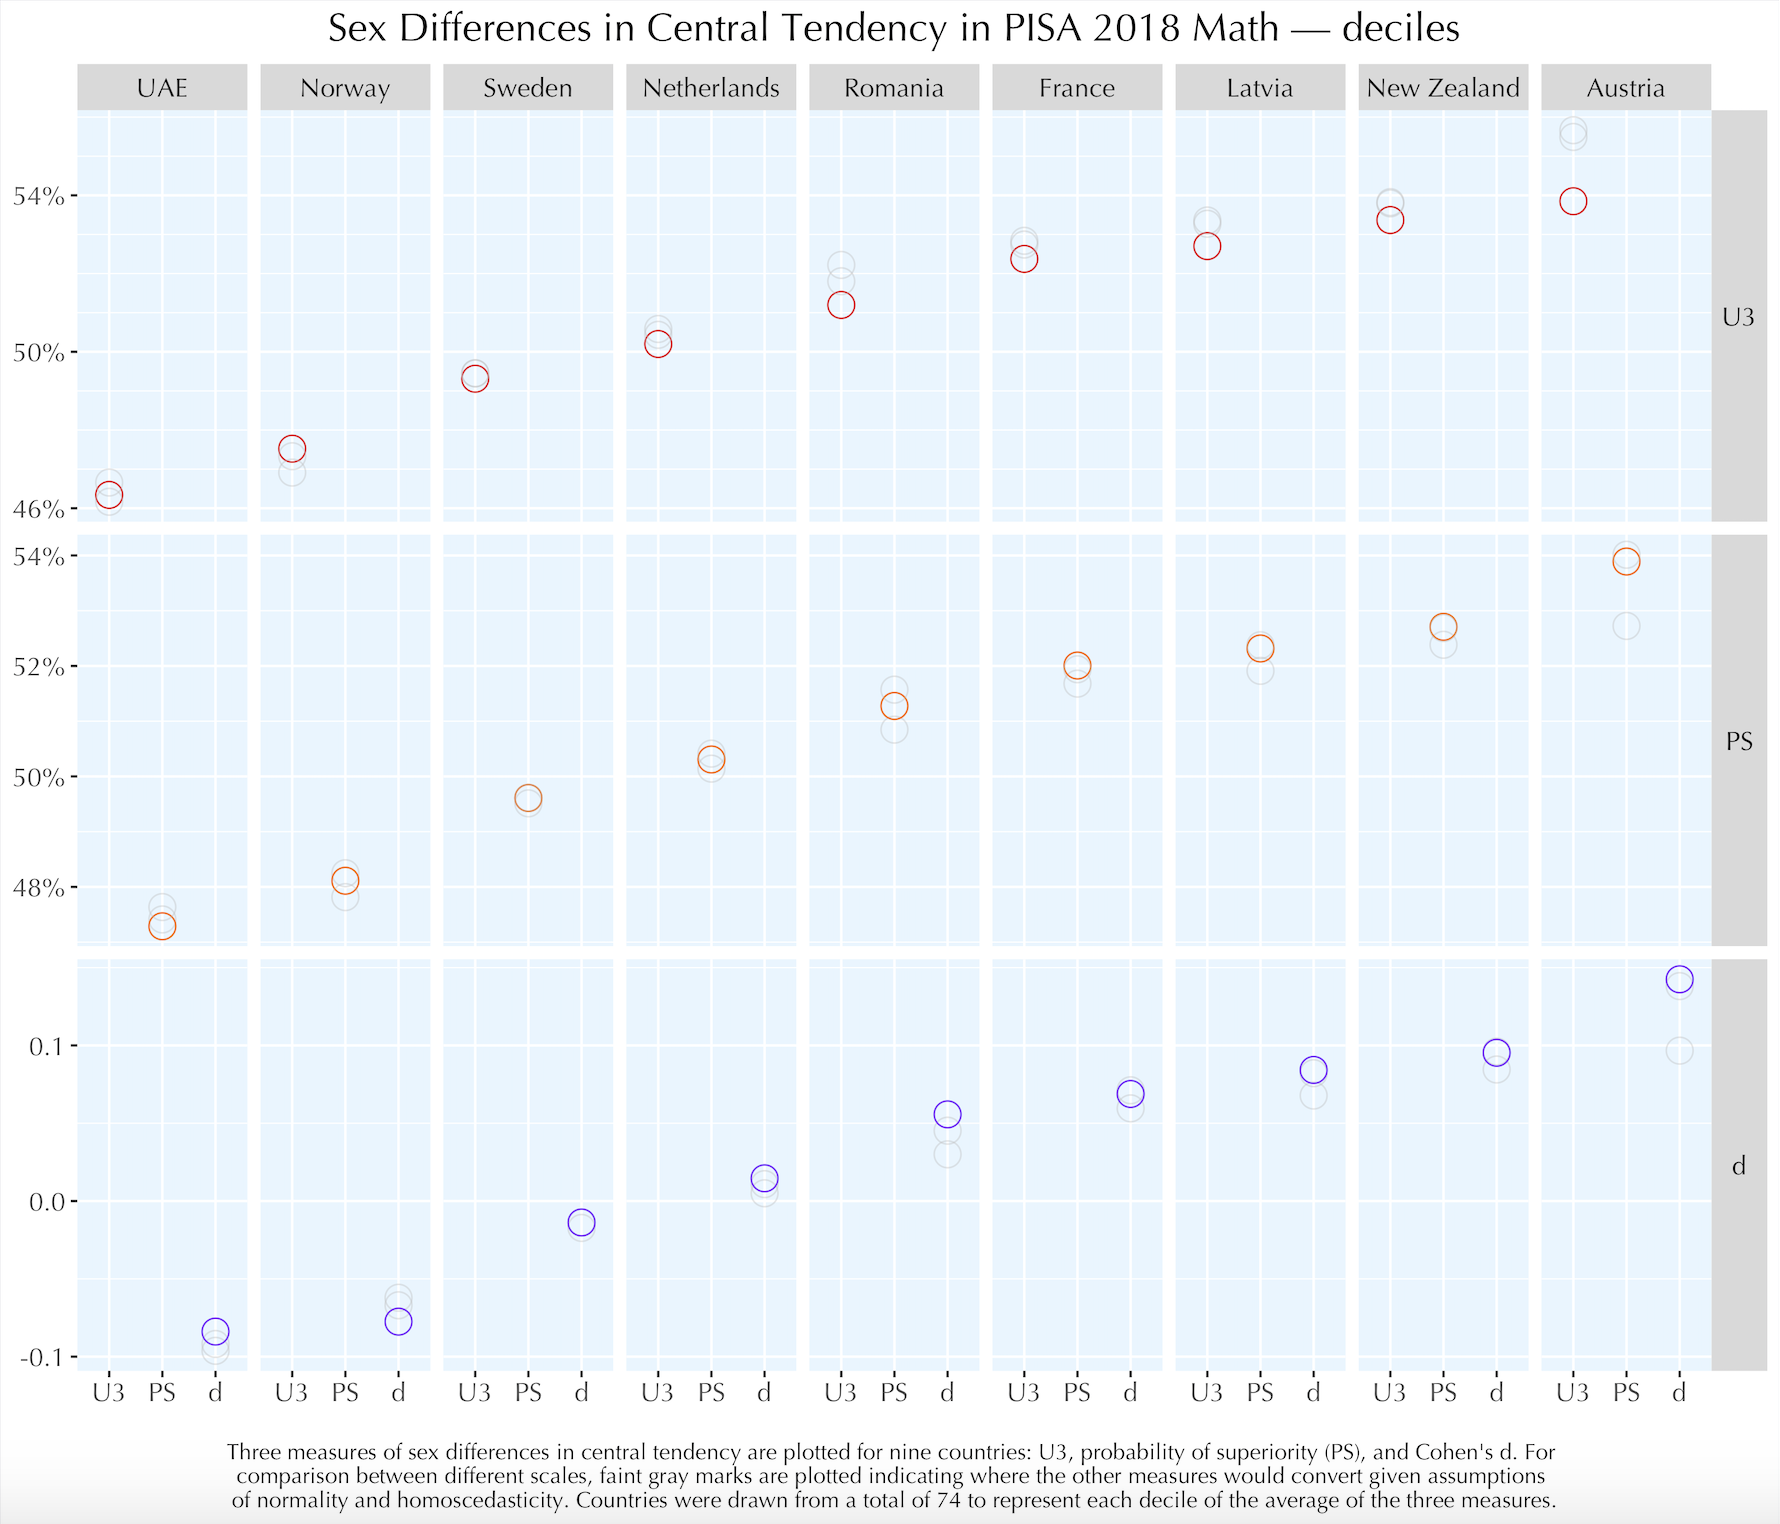 Sex Differences in Central Tendency in PISA 2018 Math — deciles
UAE Norway Sweden Netherlands Romania France Latvia New Zealand Austria
54%
50%
46%
U3
54%
52%
50%
48%
PS
0.1
0.0
-0.1
d
U3 PS d U3 PS d U3 PS d U3 PS d U3 PS d U3 PS d U3 PS d U3 PS d U3 PS d
Three measures of sex differences in central tendency are plotted for nine countries: U3, probability of superiority (PS), and Cohen's d. For
comparison between different scales, faint gray marks are plotted indicating where the other measures would convert given assumptions
of normality and homoscedasticity. Countries were drawn from a total of 74 to represent each decile of the average of the three measures.